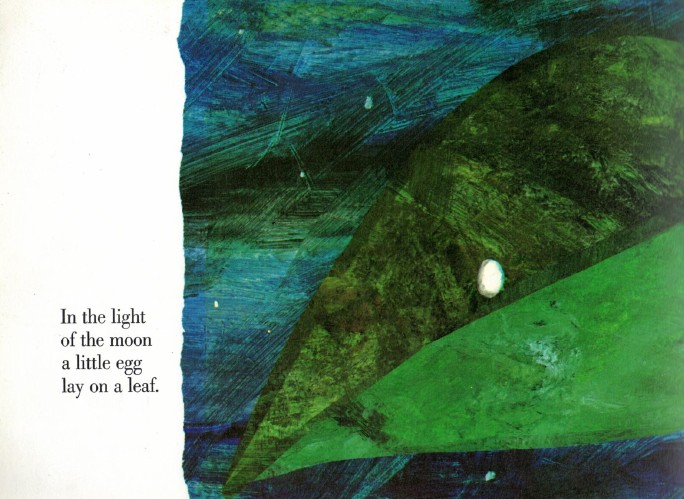 In the light
of the moon
a little egg
lay on a leaf.